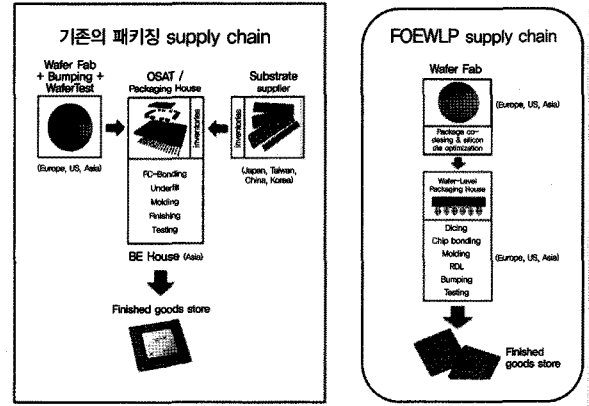 기존의 패키징 supply chain
Wafer Fab
+ Bumping +
WaferTest
(Europe, US, Asia)
OSAT /
Packaging House
Inventories
FC-Bonding
Underfill
Molding
Finishing
Testing
BE House (Asia)
Inventories
Substrate
supplier
(Japan, Taiwan,
China, Korea)
Finished goods store
FOEWLP supply chain
Wafer Fab
(Europe, US, Asia)
Package co-
desing & silicon
die optimization
Wafer-Level
Packaging House
Dicing
Chip bonding
Molding
RDL
Bumping
Testing
(Europe, US, Asia)
Finished
goods store